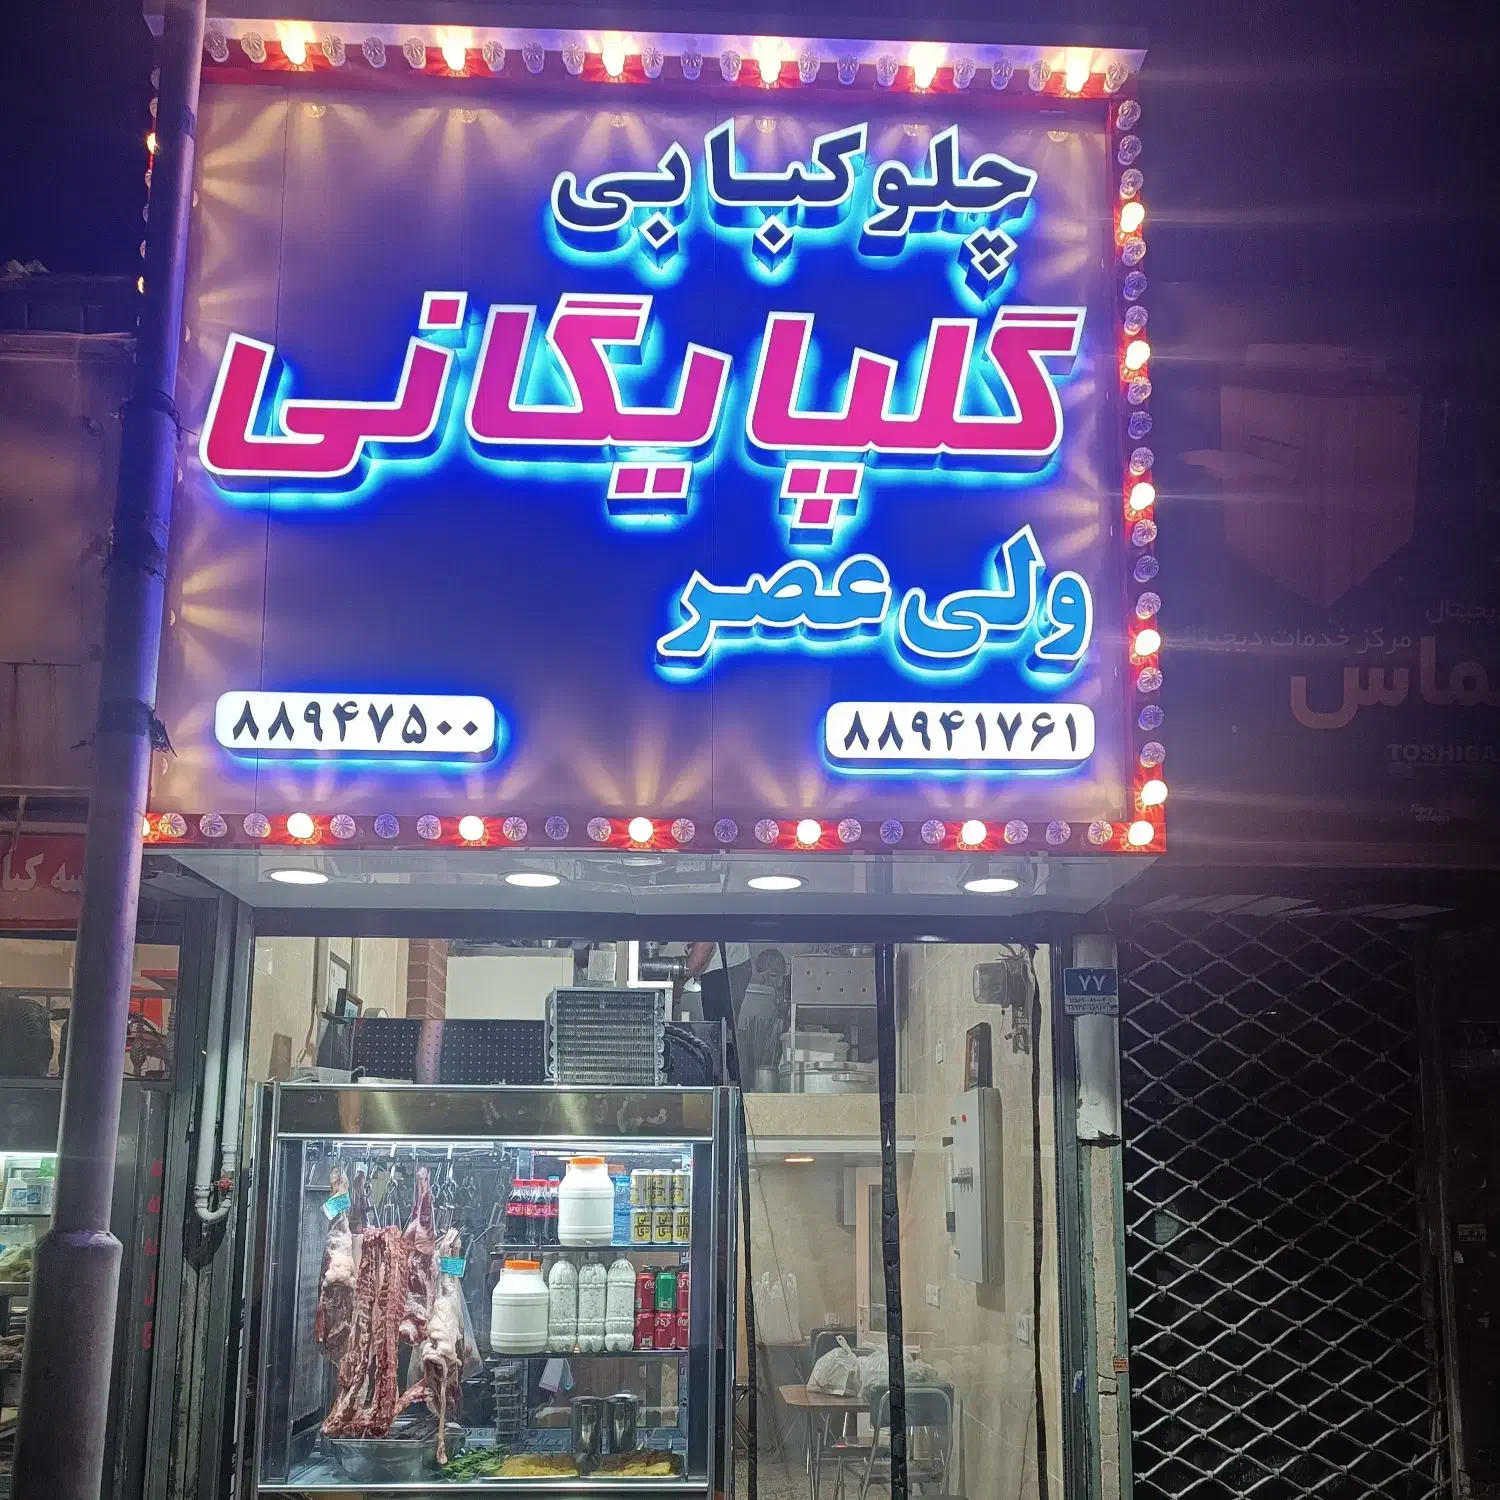 چلوکبابی
گلپایگانی
ولی عصر
۸۸۹۴۷۵۰۰
۸۸۹۴۱۷۶۱
مرکز خدمات دیجیتال
TOSHIBA
۷۷